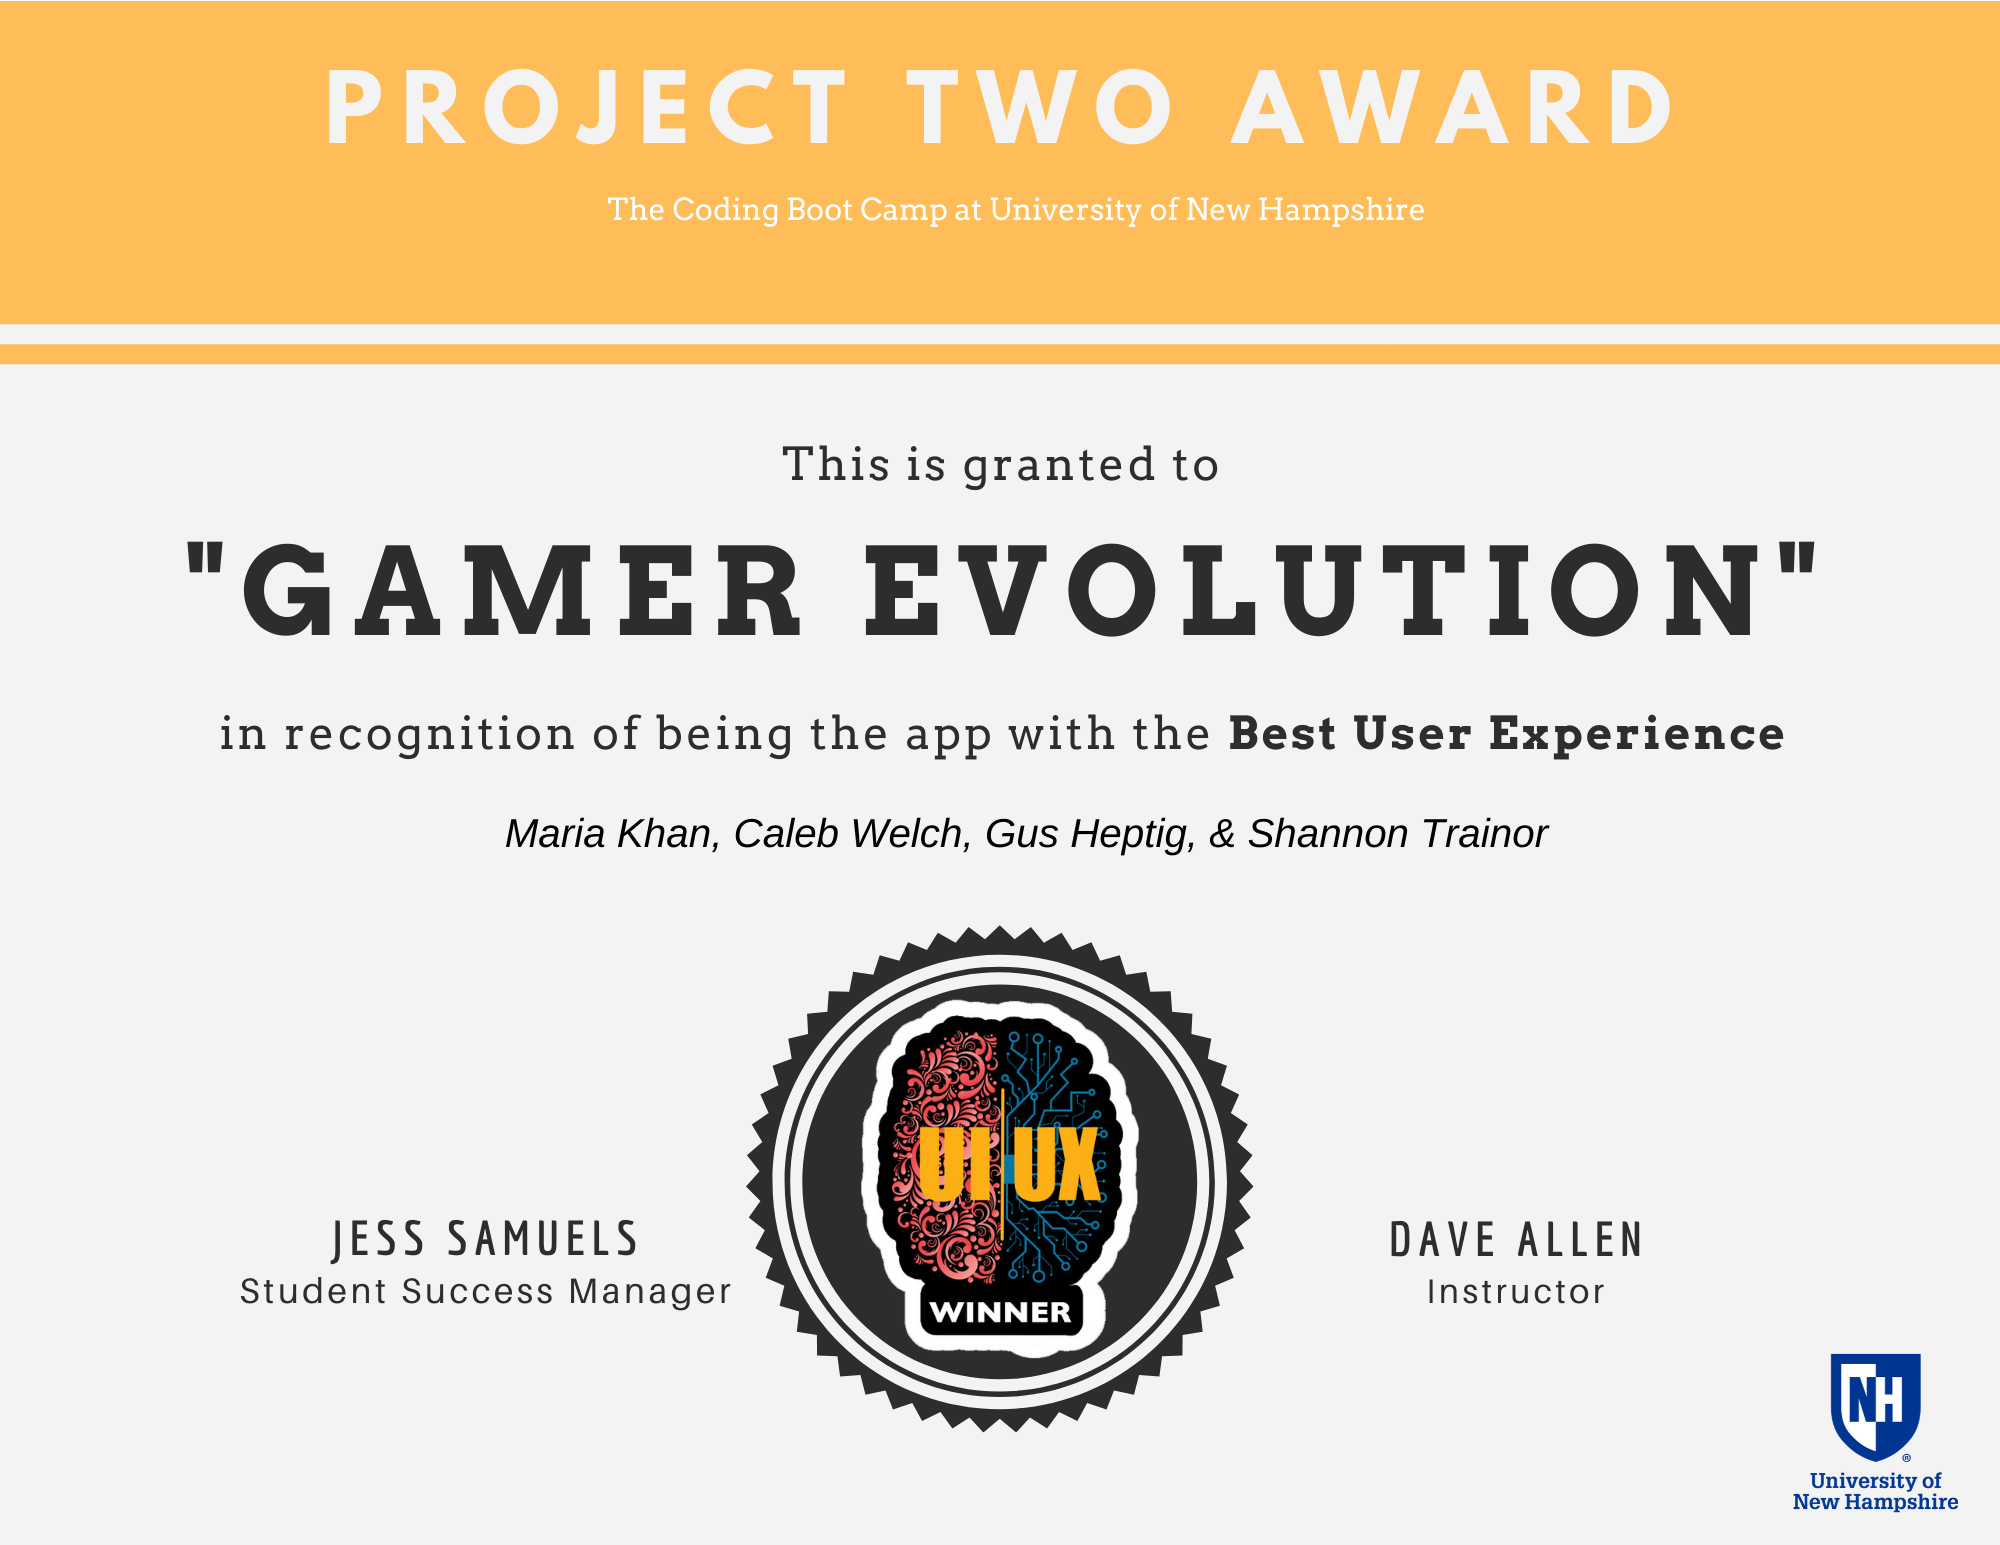 PROJECT TWO AWARD
The Coding Boot Camp at University of New Hampshire
This is granted to
"GAMER EVOLUTION"
in recognition of being the app with the Best User Experience
Maria Khan, Caleb Welch, Gus Heptig, & Shannon Trainor
UI UX
WINNER
JESS SAMUELS
Student Success Manager
DAVE ALLEN
Instructor
NH
®
University of
New Hampshire